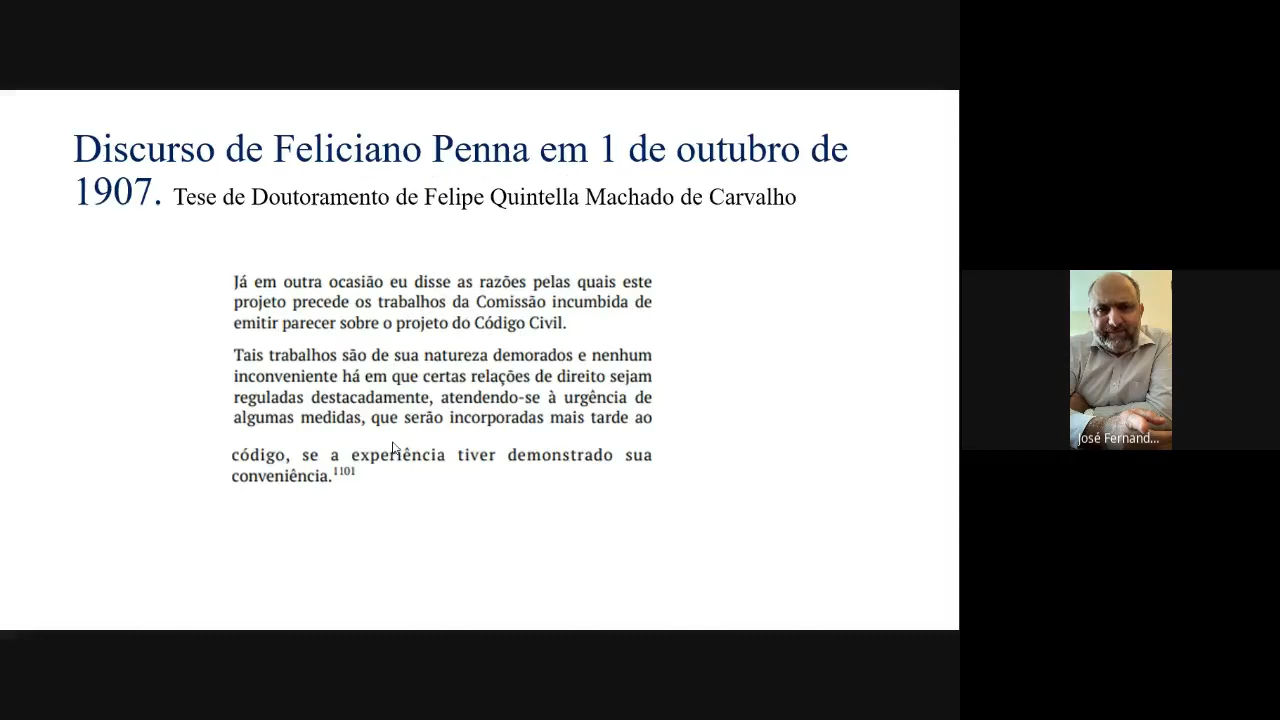 Discurso de Feliciano Penna em 1 de outubro de
1907. Tese de Doutoramento de Felipe Quintella Machado de Carvalho
Já em outra ocasião eu disse as razões pelas quais este
projeto precede os trabalhos da Comissão incumbida de
emitir parecer sobre o projeto do Código Civil.
Tais trabalhos são de sua natureza demorados e nenhum
inconveniente há em que certas relações de direito sejam
reguladas destacadamente, atendendo-se à urgência de
algumas medidas, que serão incorporadas mais tarde ao
código, se a experiência tiver demonstrado sua
conveniência.1101
José Fernand...